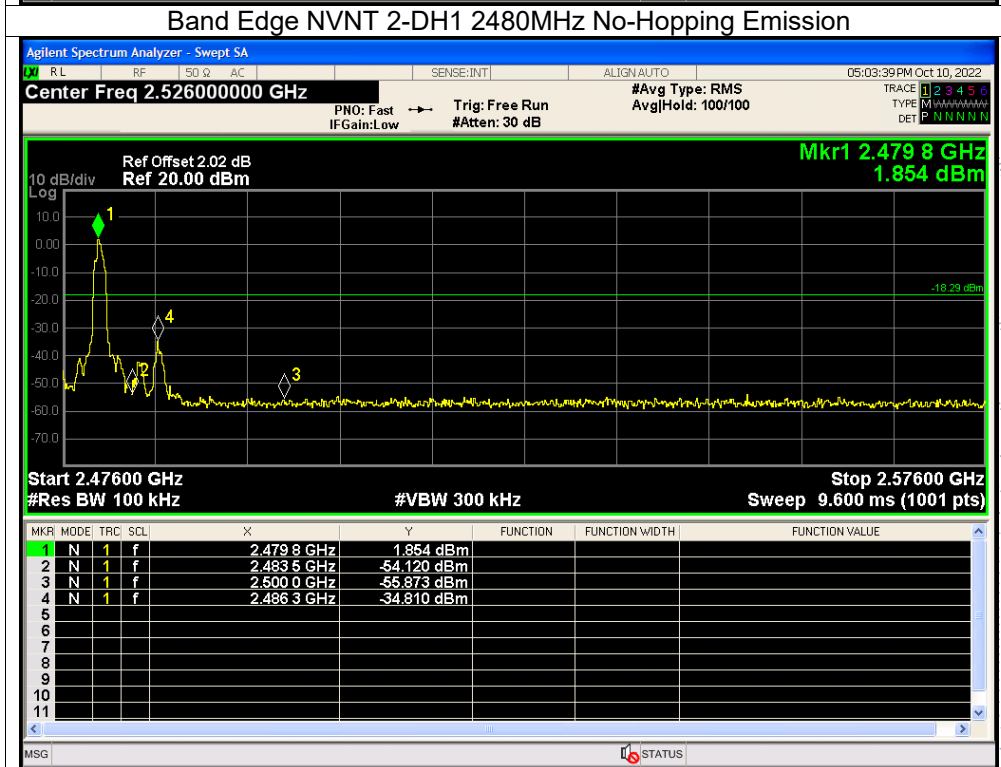 Band Edge NVNT 2-DH1 2480MHz No-Hopping Emission
Agilent Spectrum Analyzer - Swept SA
LXI RL RF 50 Ω AC SENSE:INT ALIGNAUTO 05:03:39 PM Oct 10, 2022
Center Freq 2.526000000 GHz #Avg Type: RMS TRACE 1 2 3 4 5 6
PNO: Fast Trig: Free Run Avg|Hold: 100/100 TYPE M WWWWW
IFGain:Low #Atten: 30 dB DET P N N N N N
Mkr1 2.479 8 GHz
Ref Offset 2.02 dB
10 dB/div Ref 20.00 dBm 1.854 dBm
Log
10.0
1
0.00
-10.0
-20.0
-18.29 dBm
-30.0
4
-40.0
2
3
-50.0
-60.0
-70.0
Start 2.47600 GHz Stop 2.57600 GHz
#Res BW 100 kHz #VBW 300 kHz Sweep 9.600 ms (1001 pts)
MKR MODE TRC SCL X Y FUNCTION FUNCTION WIDTH FUNCTION VALUE
1 N 1 f 2.479 8 GHz 1.854 dBm
2 N 1 f 2.483 5 GHz -54.120 dBm
3 N 1 f 2.500 0 GHz -55.873 dBm
4 N 1 f 2.486 3 GHz -34.810 dBm
5
6
7
8
9
10
11
MSG STATUS